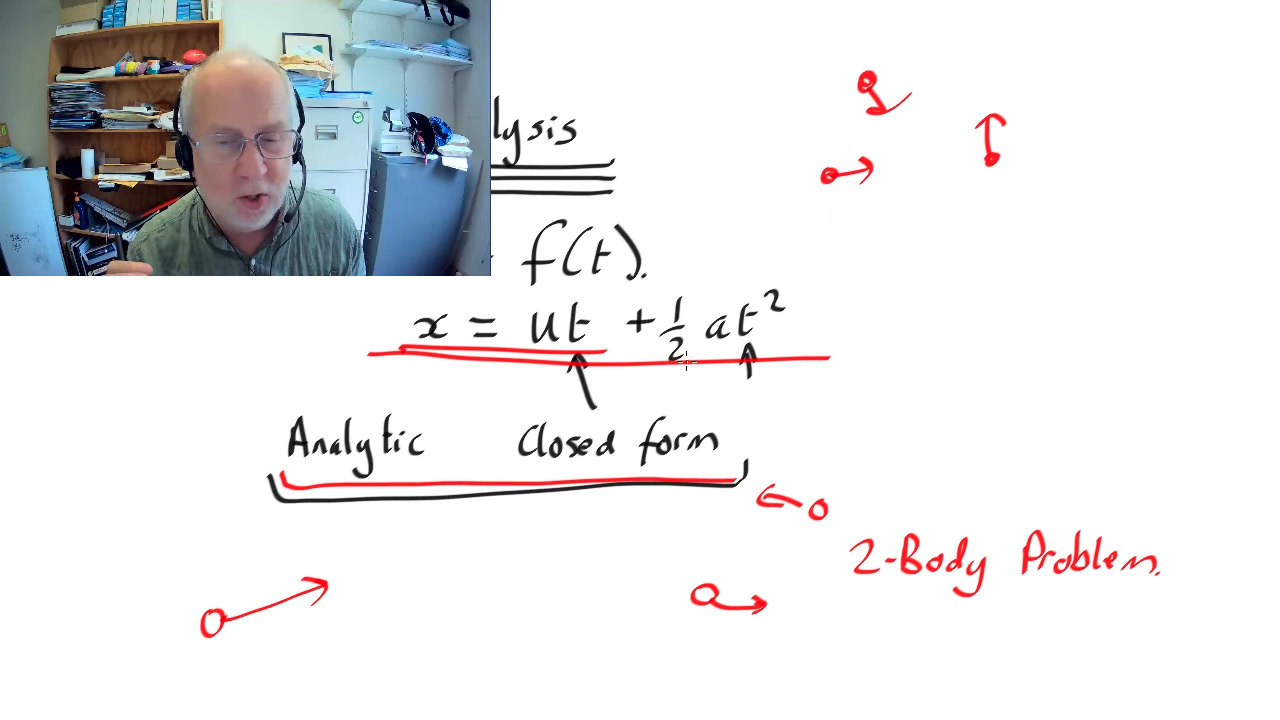 lysis
f(t).
x = ut + 1/2 at²
Analytic Closed form
2-Body Problem.